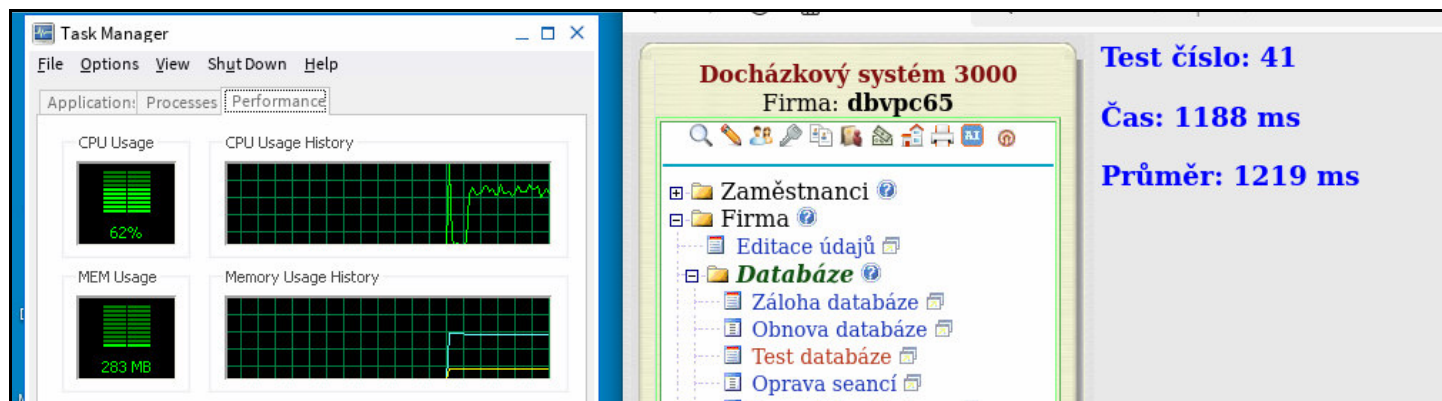 Task Manager
File Options View Shut Down Help
Processes Performance
CPU Usage
CPU Usage History
62%
MEM Usage
Memory Usage History
283 MB
Docházkový systém 3000
Firma: dbvpc65
AI
Zaměstnanci
Firma
Editace údajů
Databáze
Záloha databáze
Obnova databáze
Test databáze
Oprava seancí
Test číslo: 41
Čas: 1188 ms
Průměr: 1219 ms